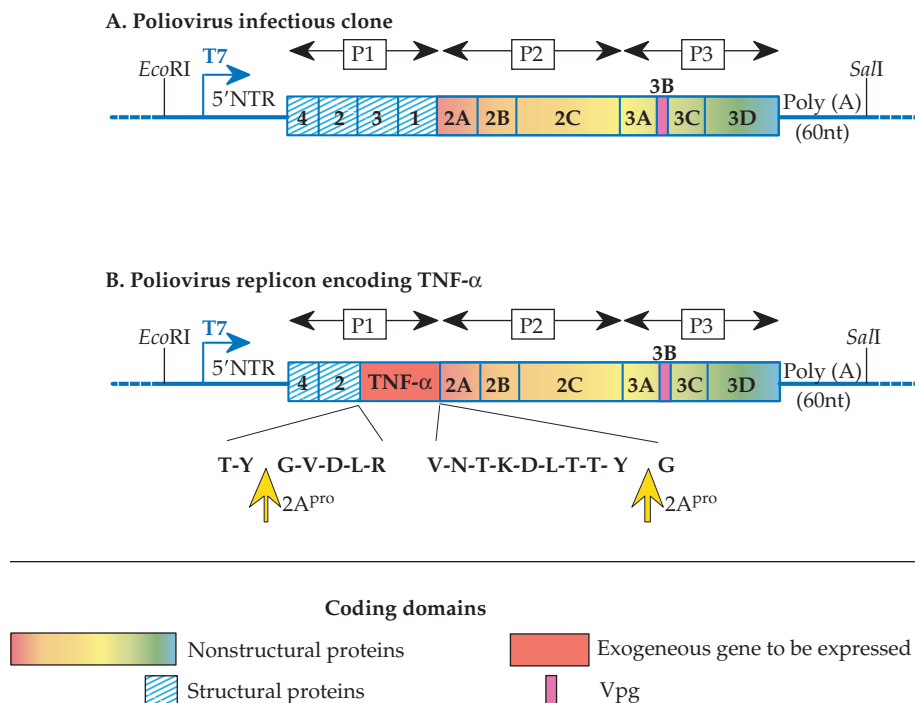 A. Poliovirus infectious clone
P1 P2 P3
EcoRI T7 5′NTR 3B SalI
4 2 3 1 2A 2B 2C 3A 3C 3D Poly (A)
(60nt)
B. Poliovirus replicon encoding TNF-α
P1 P2 P3
EcoRI T7 5′NTR 3B SalI
4 2 TNF-α 2A 2B 2C 3A 3C 3D Poly (A)
(60nt)
T-Y G-V-D-L-R V-N-T-K-D-L-T-T- Y G
2Apro 2Apro
Coding domains
Nonstructural proteins Exogeneous gene to be expressed
Structural proteins Vpg